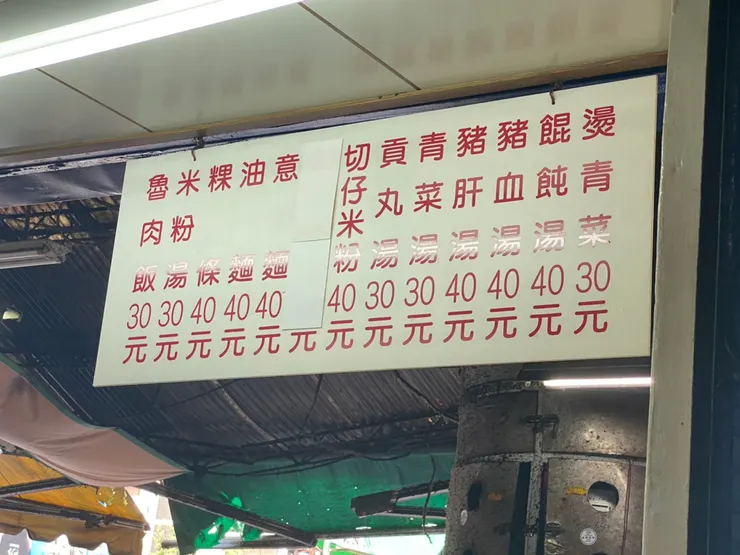 燙青菜30元
餛飩湯40元
豬血湯40元
豬肝湯40元
青菜湯30元
貢丸湯30元
切仔米粉40元
元
意麵40元
油麵40元
粿條40元
米粉湯30元
魯肉飯30元